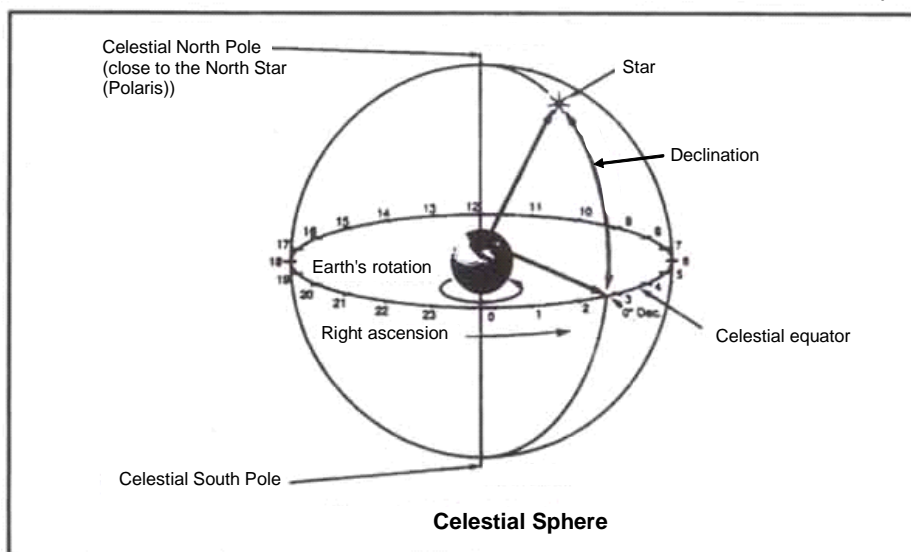 Celestial North Pole
(close to the North Star
(Polaris))
Star
Declination
12
11
13
10
14
9
15
8
16
17
7
18
6
Earth's rotation
19
5
20
4
21
3
22
2
23
1
0
0° Dec.
Right ascension
Celestial equator
Celestial South Pole
Celestial Sphere